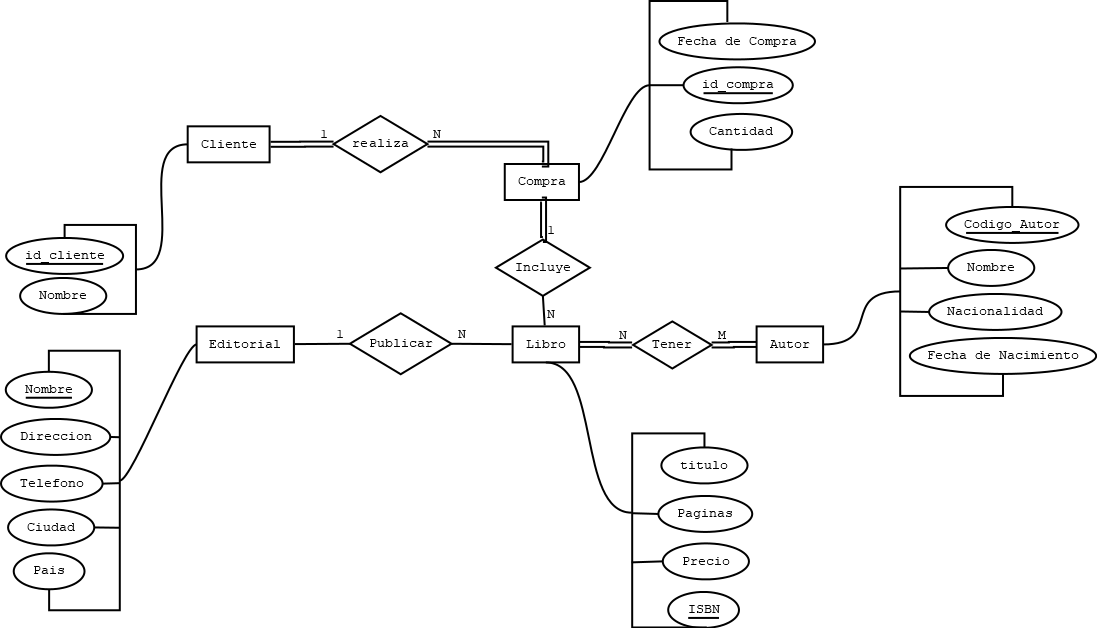 Fecha de Compra
id_compra
Cantidad
Cliente
1
realiza
N
Compra
1
Incluye
N
id_cliente
Nombre
Codigo_Autor
Nombre
Nacionalidad
Fecha de Nacimiento
Editorial
1
Publicar
N
Libro
N
Tener
M
Autor
Nombre
Direccion
Telefono
Ciudad
Pais
titulo
Paginas
Precio
ISBN